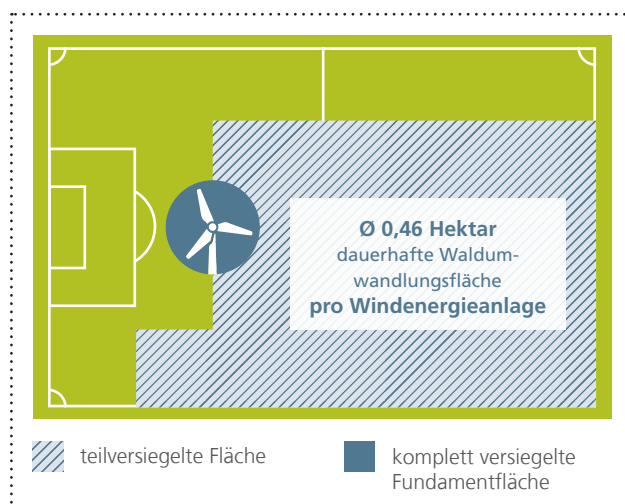 Ø 0,46 Hektar
dauerhafte Waldum-
wandlungsfläche
pro Windenergieanlage
teilversiegelte Fläche
komplett versiegelte
Fundamentfläche